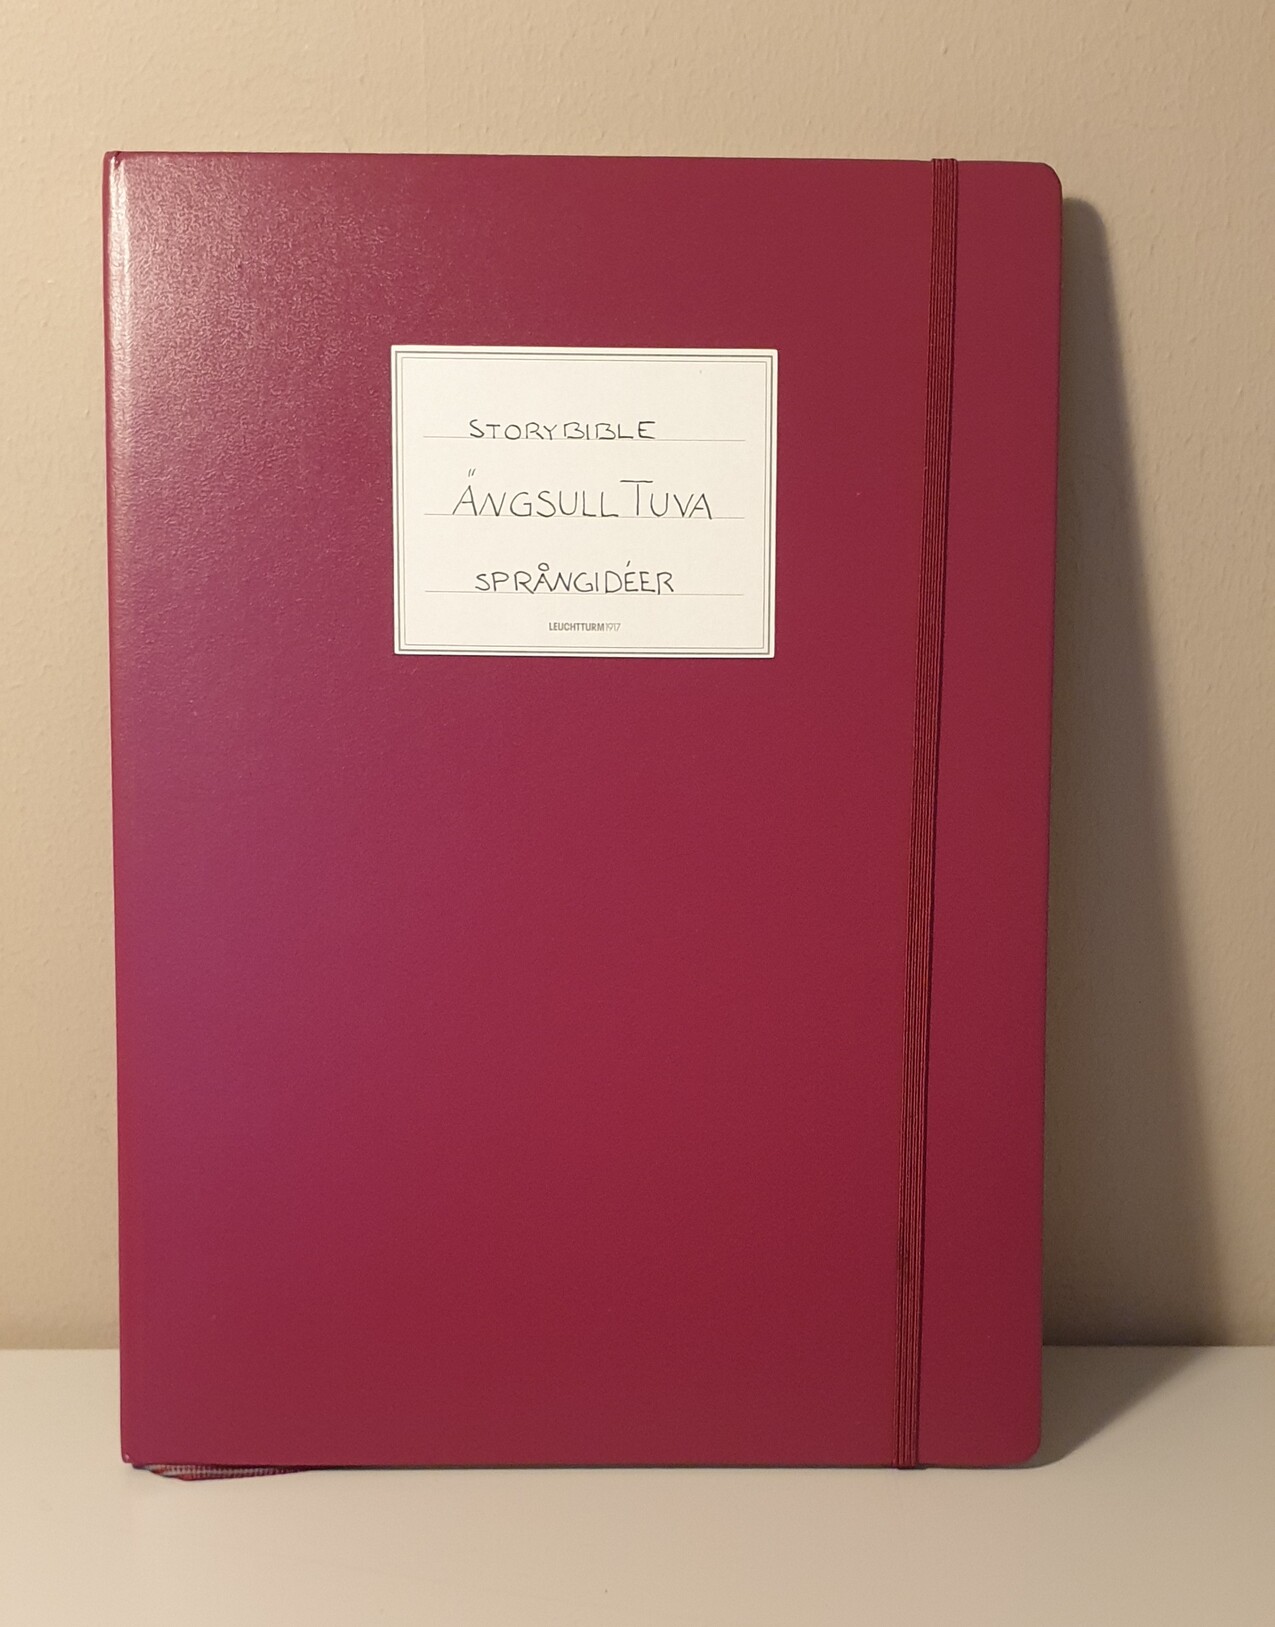 STORYBIBLE
ÄNGSULL TUVA
SPRÅNGIDÉER
LEUCHTTURM1917